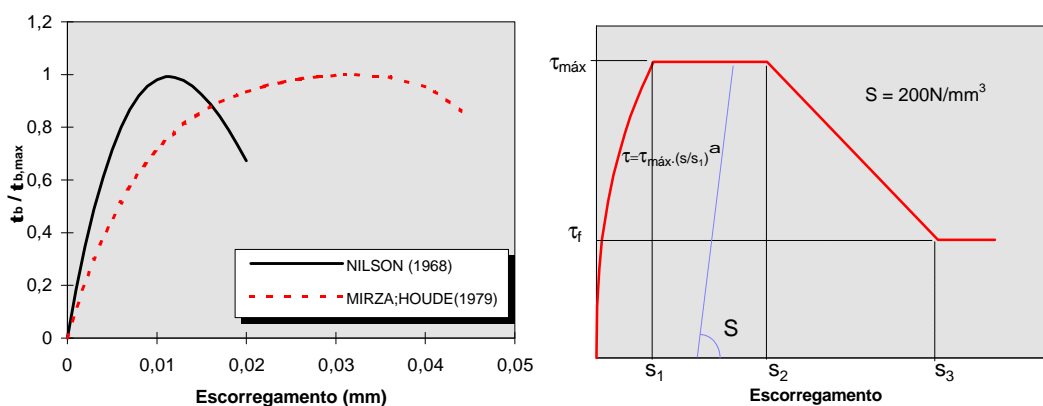 1,2
1
0,8
0,6
0,4
0,2
0
τb / τb,max
0
0,01
0,02
0,03
0,04
0,05
Escorregamento (mm)
NILSON (1968)
MIRZA;HOUDE(1979)
τmáx
τf
τ=τmáx.(s/s1)a
S = 200N/mm3
S
s1
s2
s3
Escorregamento